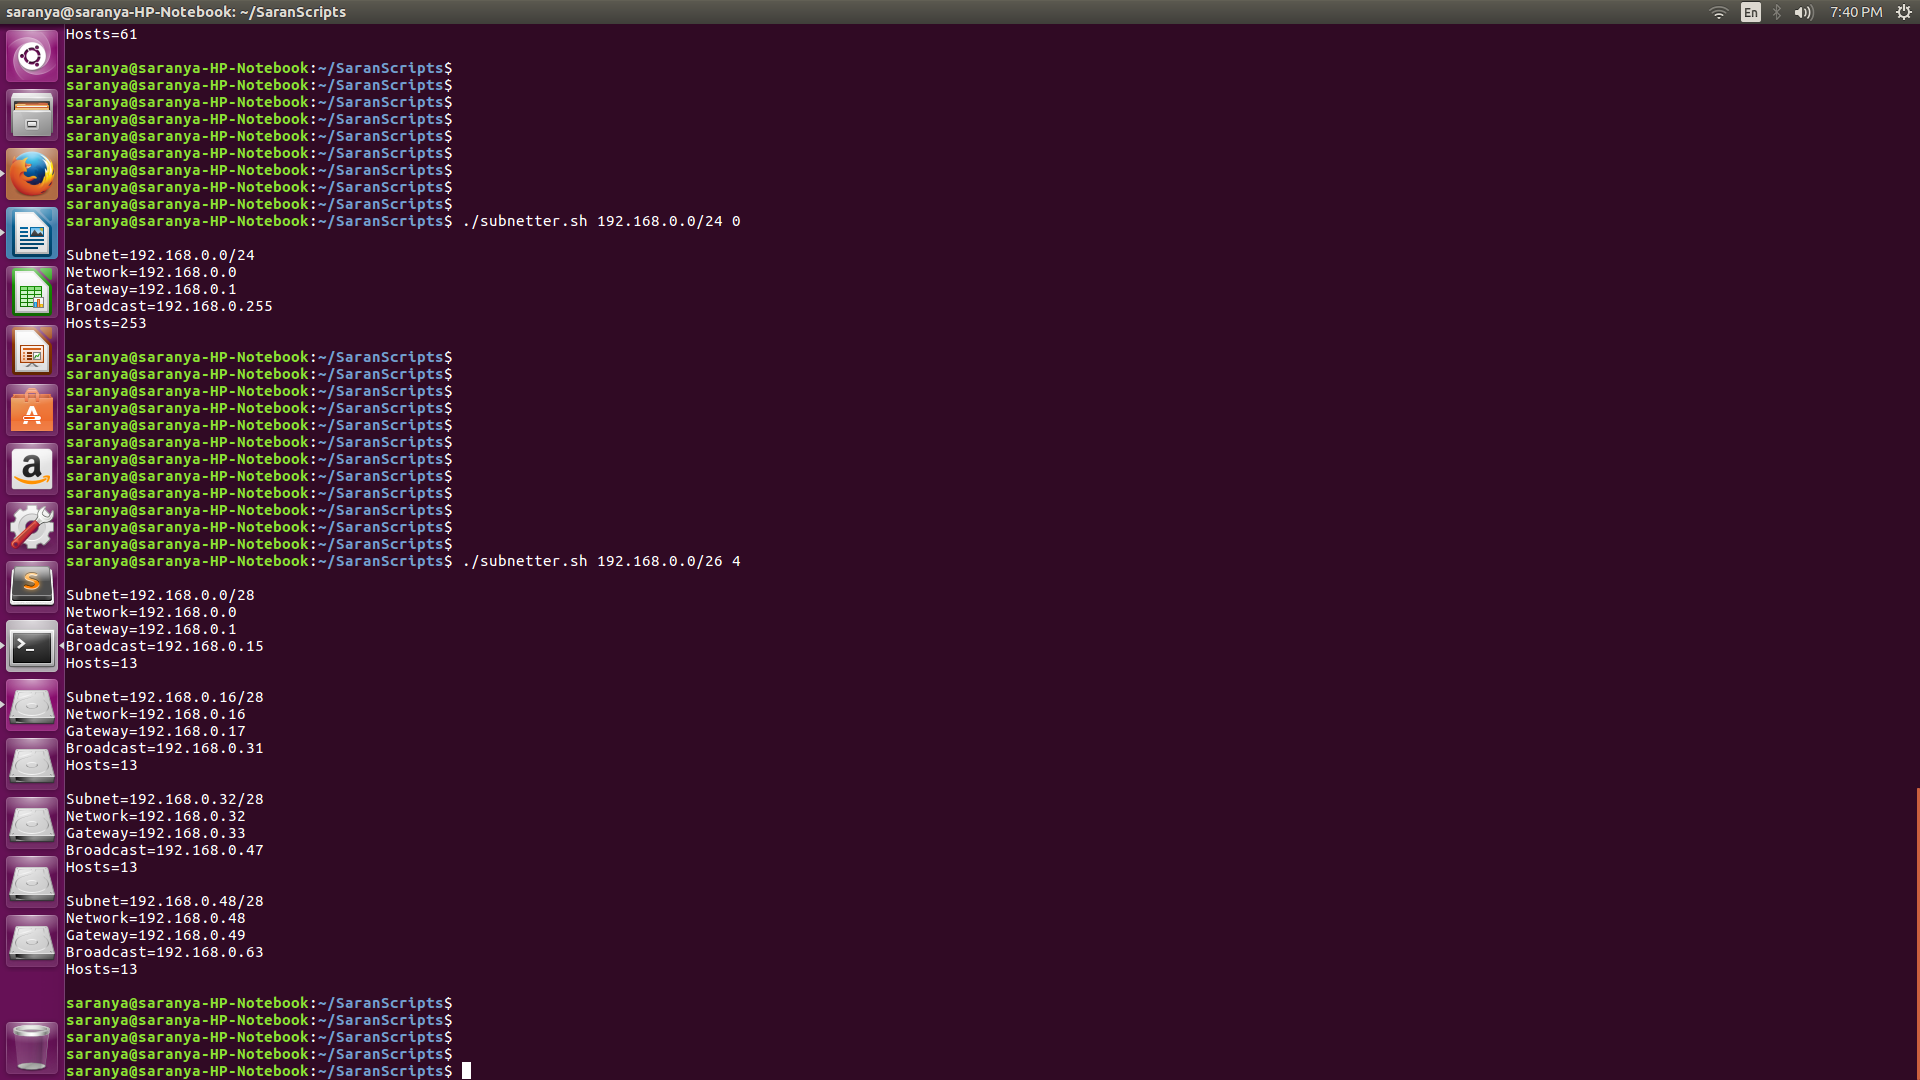 saranya@saranya-HP-Notebook: ~/SaranScripts
En
7:40 PM
Hosts=61
saranya@saranya-HP-Notebook:~/SaranScripts$
saranya@saranya-HP-Notebook:~/SaranScripts$
saranya@saranya-HP-Notebook:~/SaranScripts$
saranya@saranya-HP-Notebook:~/SaranScripts$
saranya@saranya-HP-Notebook:~/SaranScripts$
saranya@saranya-HP-Notebook:~/SaranScripts$
saranya@saranya-HP-Notebook:~/SaranScripts$
saranya@saranya-HP-Notebook:~/SaranScripts$
saranya@saranya-HP-Notebook:~/SaranScripts$
saranya@saranya-HP-Notebook:~/SaranScripts$ ./subnetter.sh 192.168.0.0/24 0
Subnet=192.168.0.0/24
Network=192.168.0.0
Gateway=192.168.0.1
Broadcast=192.168.0.255
Hosts=253
saranya@saranya-HP-Notebook:~/SaranScripts$
saranya@saranya-HP-Notebook:~/SaranScripts$
saranya@saranya-HP-Notebook:~/SaranScripts$
saranya@saranya-HP-Notebook:~/SaranScripts$
saranya@saranya-HP-Notebook:~/SaranScripts$
saranya@saranya-HP-Notebook:~/SaranScripts$
saranya@saranya-HP-Notebook:~/SaranScripts$
saranya@saranya-HP-Notebook:~/SaranScripts$
saranya@saranya-HP-Notebook:~/SaranScripts$
saranya@saranya-HP-Notebook:~/SaranScripts$
saranya@saranya-HP-Notebook:~/SaranScripts$
saranya@saranya-HP-Notebook:~/SaranScripts$
saranya@saranya-HP-Notebook:~/SaranScripts$ ./subnetter.sh 192.168.0.0/26 4
Subnet=192.168.0.0/28
Network=192.168.0.0
Gateway=192.168.0.1
Broadcast=192.168.0.15
Hosts=13
Subnet=192.168.0.16/28
Network=192.168.0.16
Gateway=192.168.0.17
Broadcast=192.168.0.31
Hosts=13
Subnet=192.168.0.32/28
Network=192.168.0.32
Gateway=192.168.0.33
Broadcast=192.168.0.47
Hosts=13
Subnet=192.168.0.48/28
Network=192.168.0.48
Gateway=192.168.0.49
Broadcast=192.168.0.63
Hosts=13
saranya@saranya-HP-Notebook:~/SaranScripts$
saranya@saranya-HP-Notebook:~/SaranScripts$
saranya@saranya-HP-Notebook:~/SaranScripts$
saranya@saranya-HP-Notebook:~/SaranScripts$
saranya@saranya-HP-Notebook:~/SaranScripts$